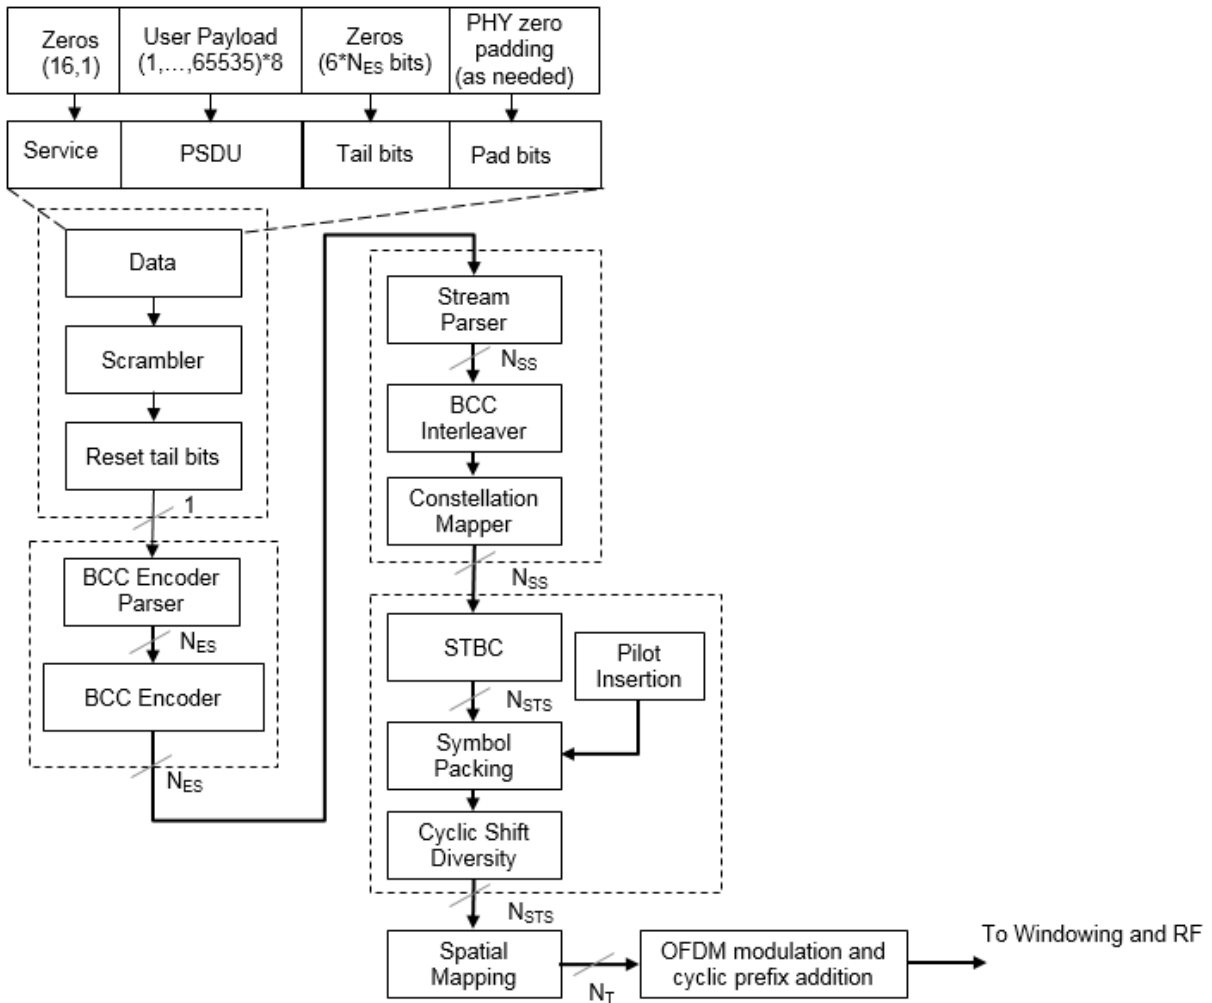 Zeros
(16,1)
User Payload
(1,...,65535)*8
Zeros
(6*NES bits)
PHY zero
padding
(as needed)
Service
PSDU
Tail bits
Pad bits
Data
Scrambler
Reset tail bits
1
BCC Encoder
Parser
NES
BCC Encoder
NES
Stream
Parser
NSS
BCC
Interleaver
Constellation
Mapper
NSS
STBC
Pilot
Insertion
NSTS
Symbol
Packing
Cyclic Shift
Diversity
NSTS
Spatial
Mapping
NT
OFDM modulation and
cyclic prefix addition
To Windowing and RF